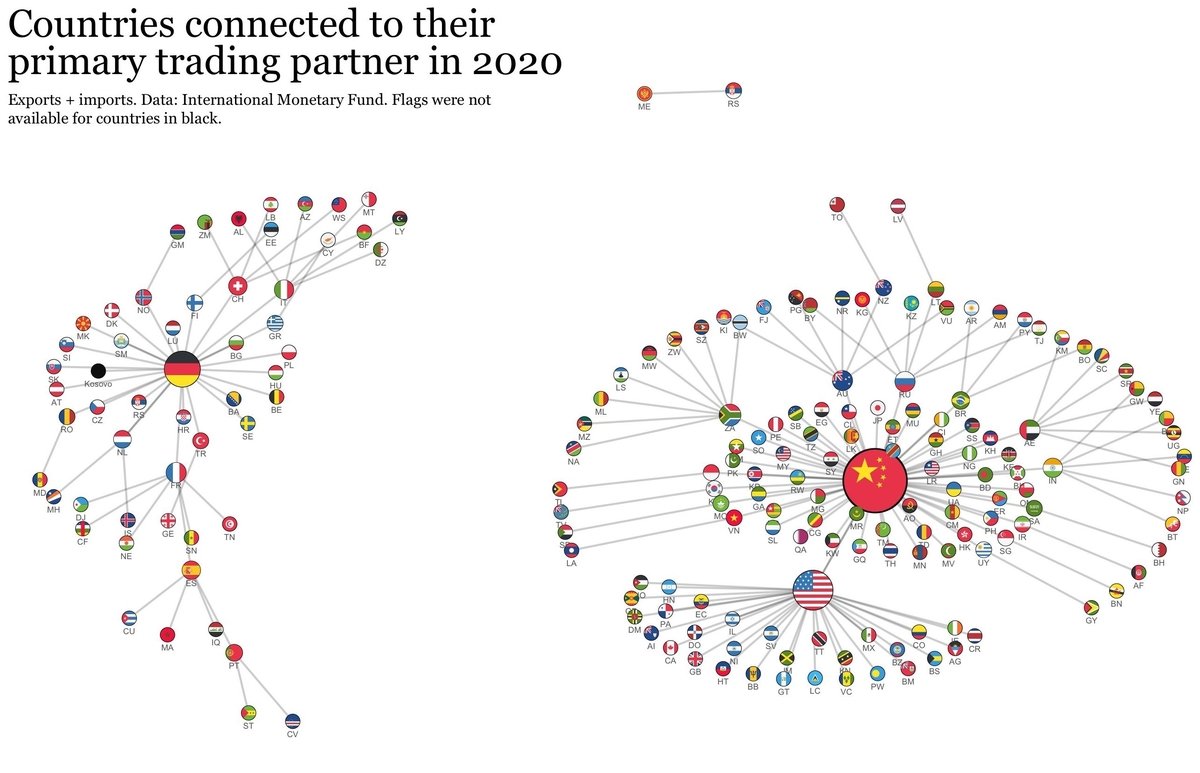 Countries connected to their
primary trading partner in 2020
Exports + imports. Data: International Monetary Fund. Flags were not
available for countries in black.
ME
RS
LB
AZ
WS
MT
GM
ZM
AL
EE
CY
BF
LY
DZ
NO
FI
CH
IT
DK
MK
SM
LU
BG
GR
SI
PL
SK
Kosovo
HU
AT
CZ
RS
HR
BA
BE
RO
NL
TR
SE
MD
MH
FR
DJ
IS
GE
TN
CF
NE
SN
ES
CU
MA
IQ
PT
ST
CV
TO
LV
NZ
LT
FJ
PG
BY
NR
KG
KZ
VU
AR
AM
PY
TJ
KI
BW
SZ
ZW
KM
BO
SC
SR
MW
LS
AU
RU
BR
GW
YE
ML
ZA
SB
EG
JP
MU
AE
UG
MZ
PE
TZ
LK
ET
GH
SS
KH
NA
SO
MY
SY
NG
IN
GN
PK
RW
LR
BD
NP
TL
GA
MG
UA
ER
SA
MO
VN
SL
CG
MR
AO
CM
PH
IR
BT
LA
QA
KW
GQ
TM
TH
TD
MN
MV
HK
UY
SG
BH
AF
BN
GY
HN
EC
DM
PA
AI
DO
IL
SV
TT
MX
CO
CR
CA
GB
NI
BZ
AG
HT
BB
GT
LC
VC
PW
BM
BS